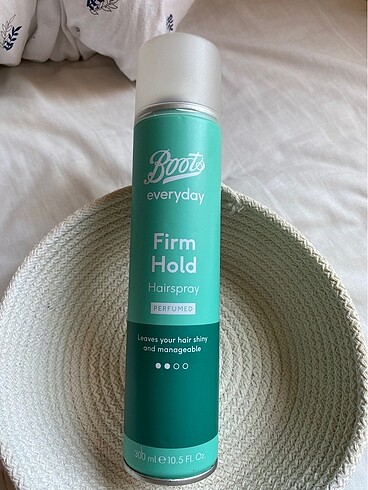 Boots
everyday
Firm
Hold
Hairspray
PERFUMED
Leaves your hair shiny
and manageable
300 ml ℮ 10.5 FL. Oz.